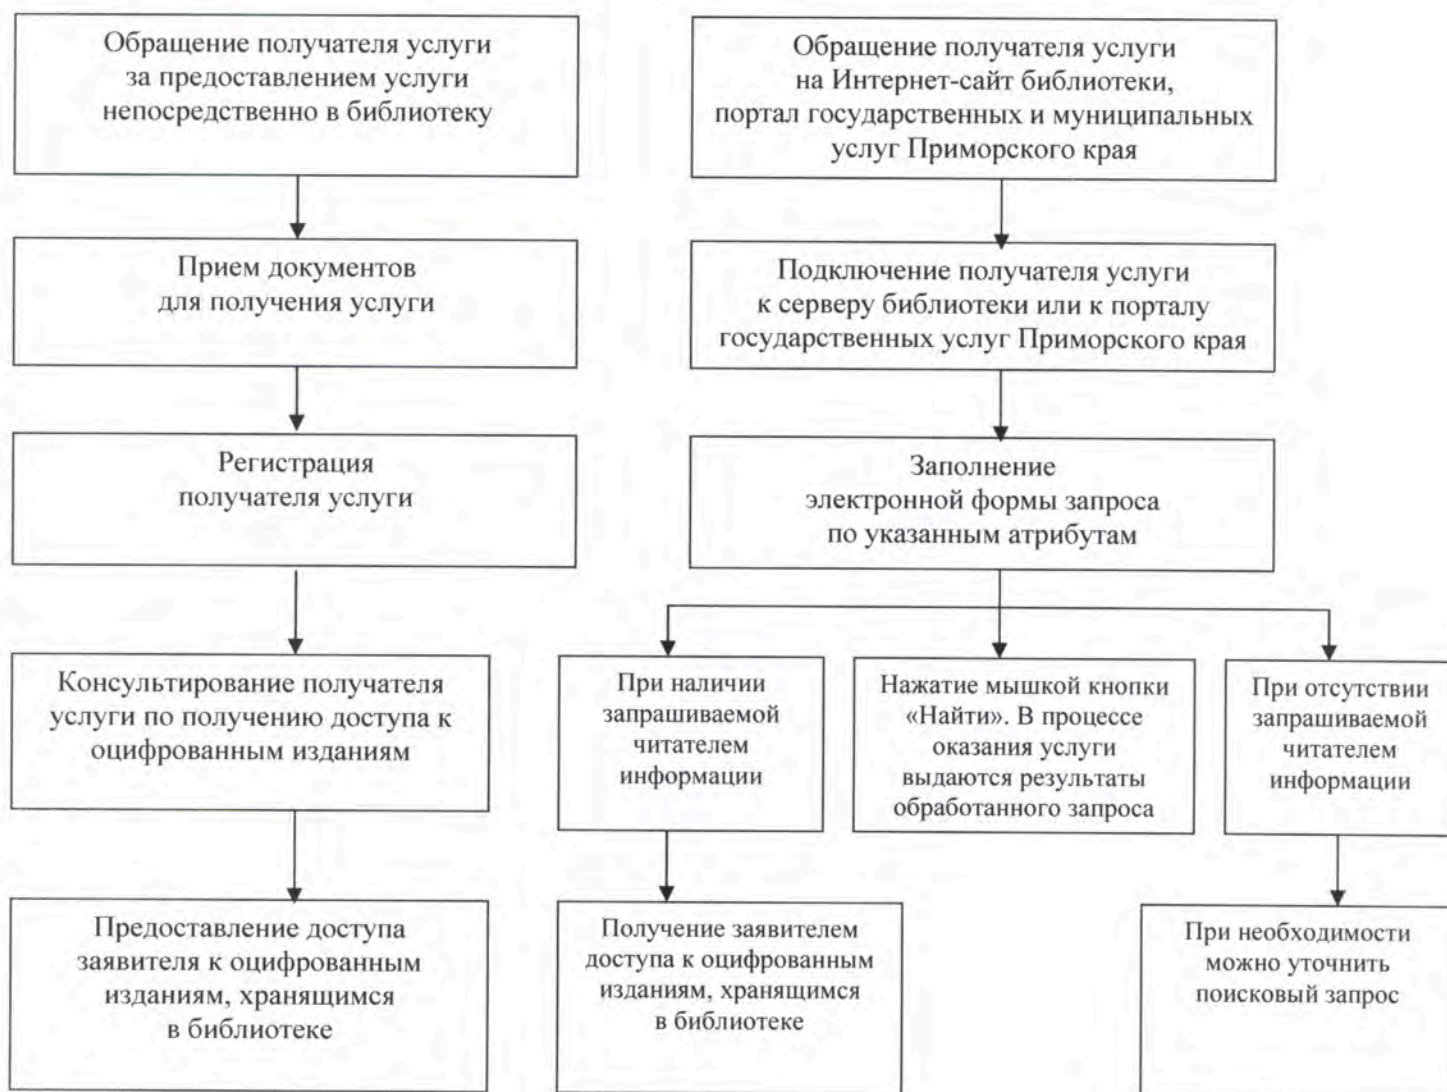 Обращение получателя услуги
за предоставлением услуги
непосредственно в библиотеку
Прием документов
для получения услуги
Регистрация
получателя услуги
Консультирование получателя
услуги по получению доступа к
оцифрованным изданиям
Предоставление доступа
заявителя к оцифрованным
изданиям, хранящимся
в библиотеке
Обращение получателя услуги
на Интернет-сайт библиотеки,
портал государственных и муниципальных
услуг Приморского края
Подключение получателя услуги
к серверу библиотеки или к порталу
государственных услуг Приморского края
Заполнение
электронной формы запроса
по указанным атрибутам
При наличии
запрашиваемой
читателем
информации
Нажатие мышкой кнопки
«Найти». В процессе
оказания услуги
выдаются результаты
обработанного запроса
При отсутствии
запрашиваемой
читателем
информации
Получение заявителем
доступа к оцифрованным
изданиям, хранящимся
в библиотеке
При необходимости
можно уточнить
поисковый запрос